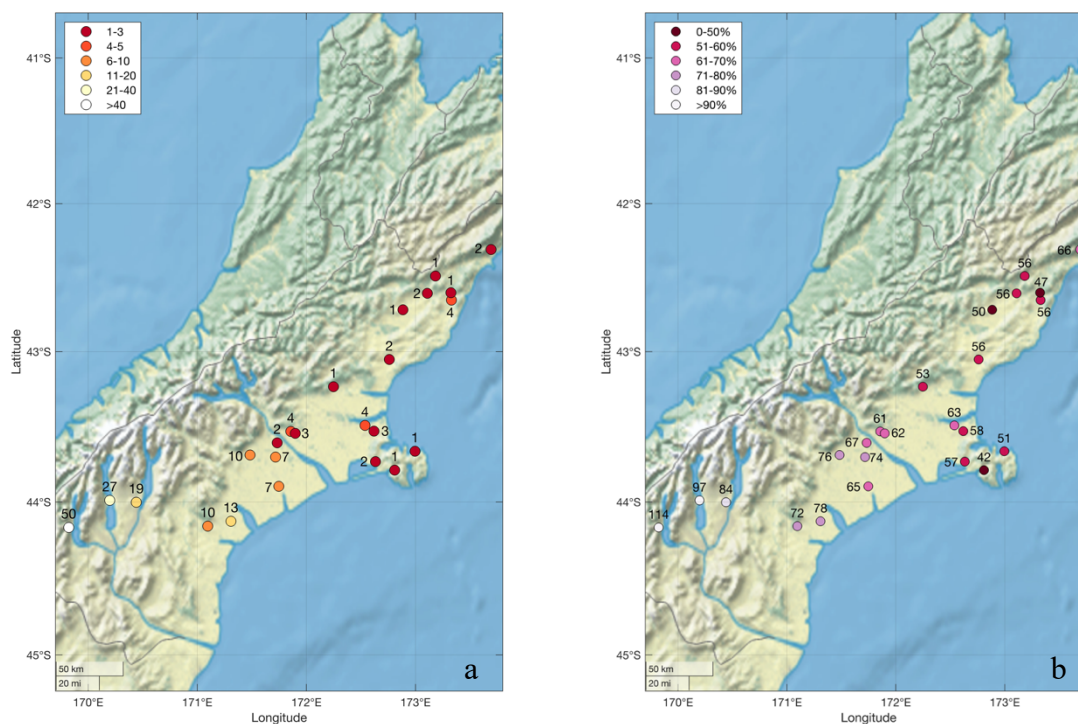 1-3
4-5
6-10
11-20
21-40
>40
41°S
42°S
43°S
44°S
45°S
Latitude
2
1
1
2
4
1
2
1
4
4
3
2
3
1
10
7
2
1
27
19
7
50
10
13
50 km
20 mi
a
170°E
171°E
172°E
173°E
Longitude
0-50%
51-60%
61-70%
71-80%
81-90%
>90%
41°S
42°S
43°S
44°S
45°S
Latitude
66
56
47
56
56
50
56
53
63
61
58
62
67
51
76
74
57
42
97
84
65
114
72
78
50 km
20 mi
b
170°E
171°E
172°E
173°E
Longitude